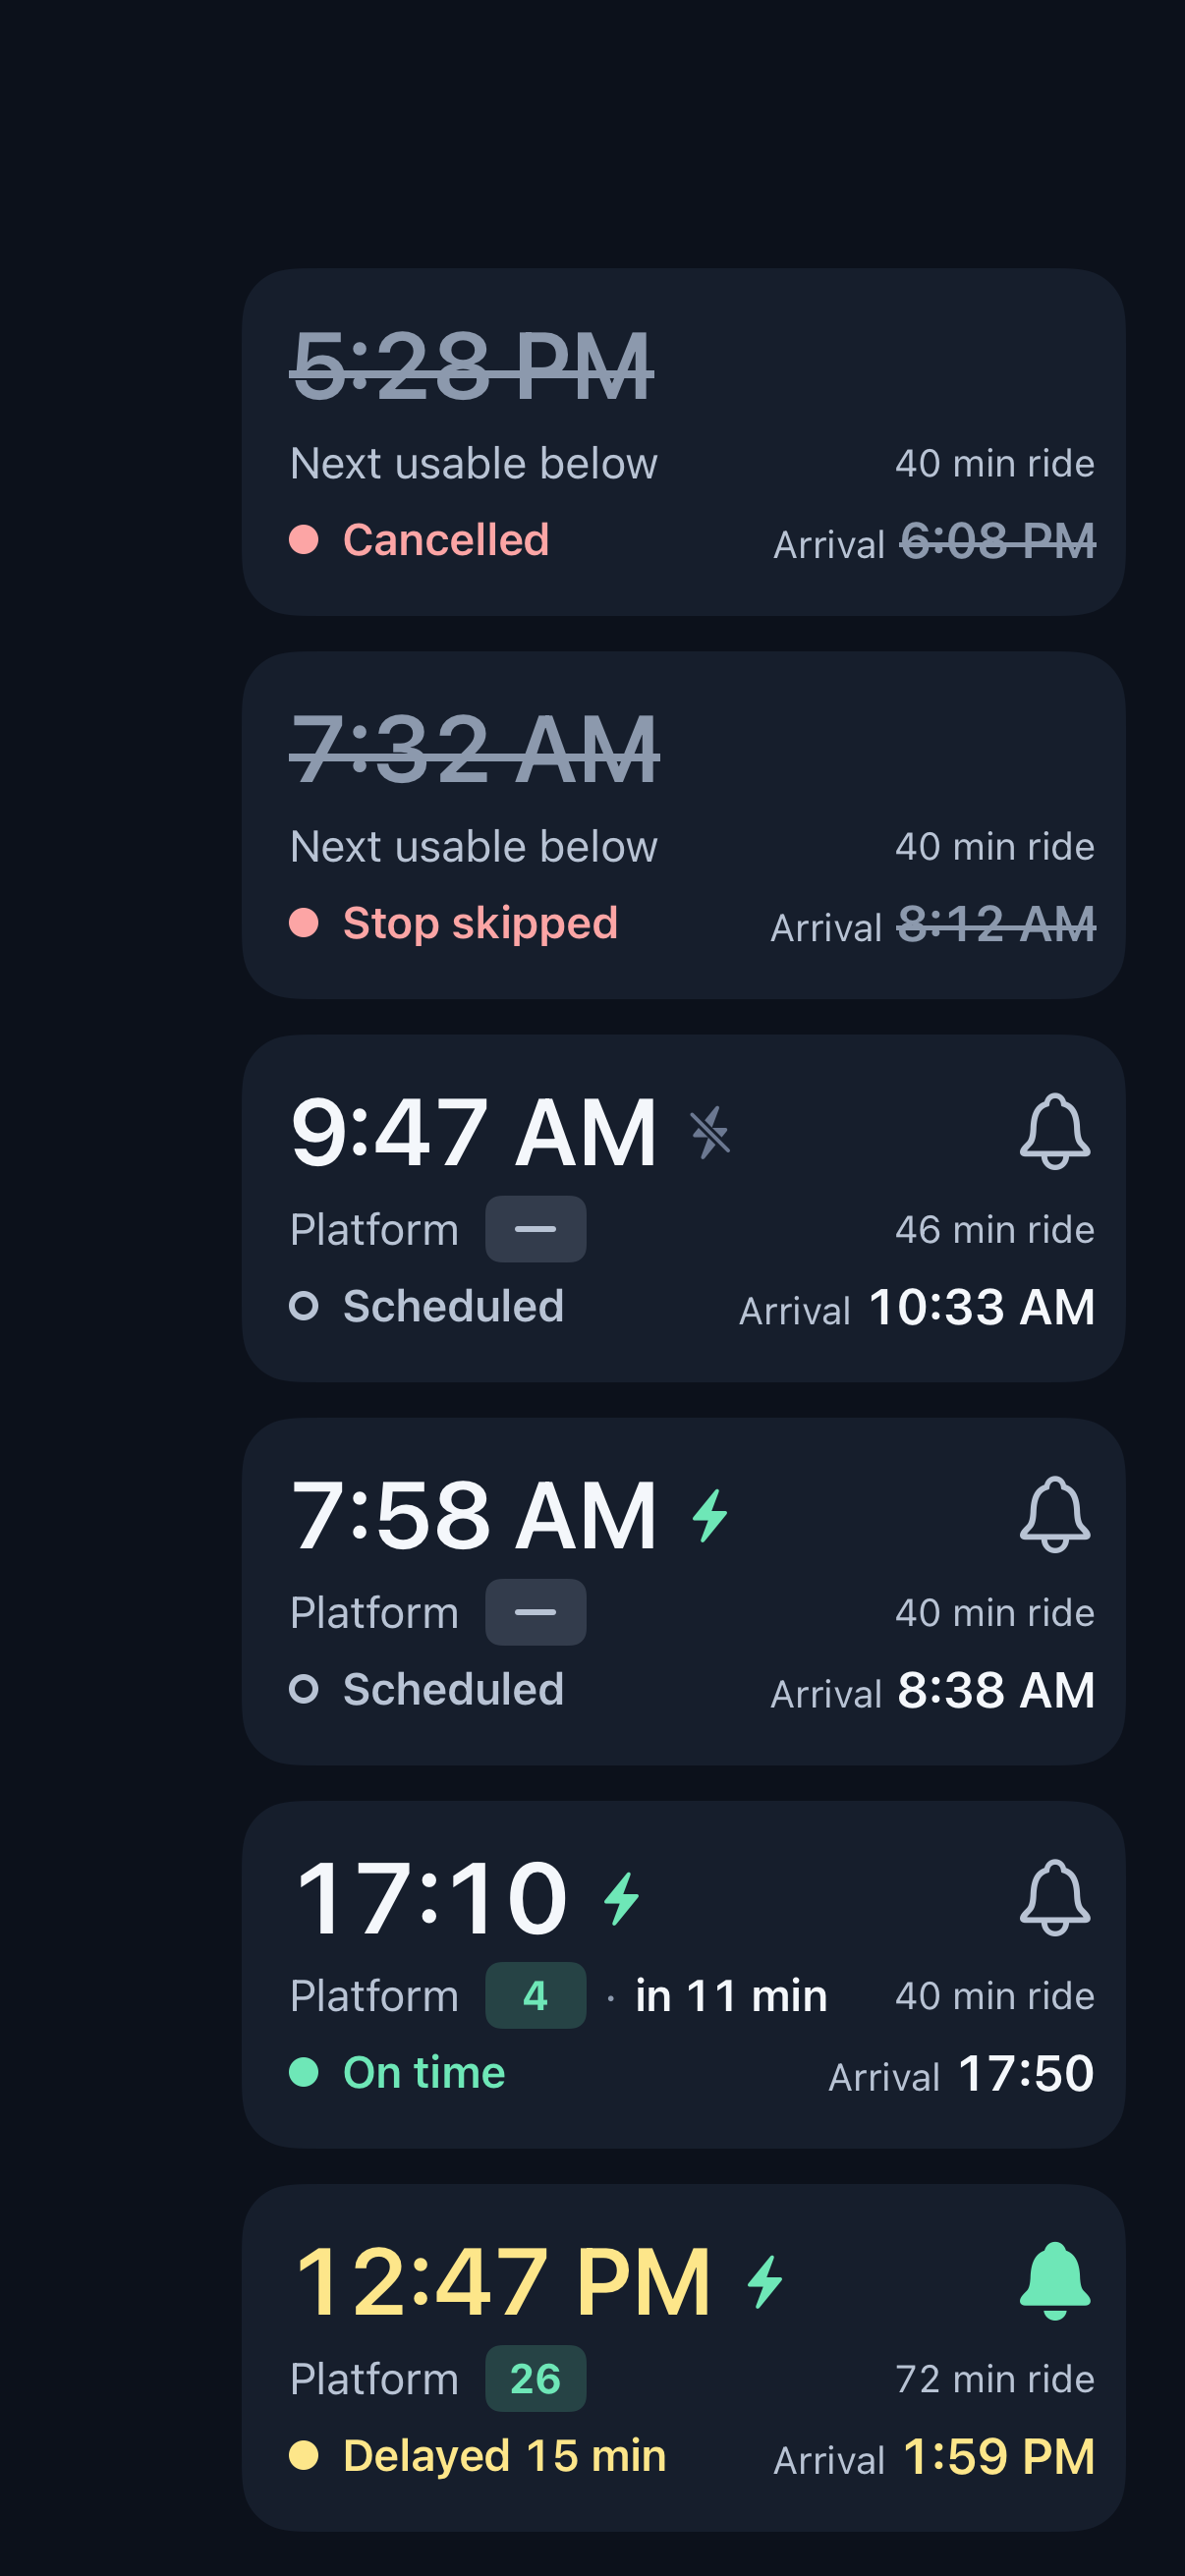 5:28 PM
Next usable below 40 min ride
Cancelled Arrival 6:08 PM
7:32 AM
Next usable below 40 min ride
Stop skipped Arrival 8:12 AM
9:47 AM
Platform — 46 min ride
Scheduled Arrival 10:33 AM
7:58 AM
Platform — 40 min ride
Scheduled Arrival 8:38 AM
17:10
Platform 4 · in 11 min 40 min ride
On time Arrival 17:50
12:47 PM
Platform 26 72 min ride
Delayed 15 min Arrival 1:59 PM